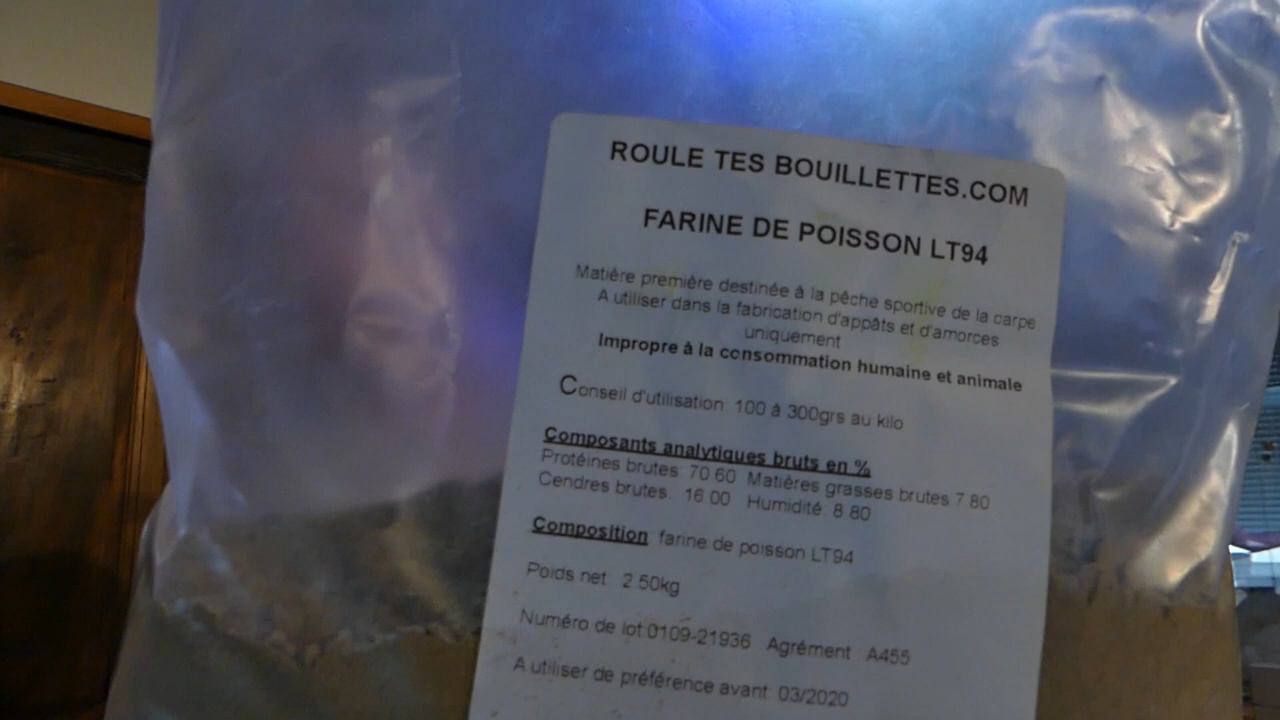 ROULE TES BOUILLETTES.COM
FARINE DE POISSON LT94
Matière première destinée à la pêche sportive de la carpe
A utiliser dans la fabrication d'appâts et d'amorces
uniquement
Impropre à la consommation humaine et animale
Conseil d'utilisation 100 à 300grs au kilo
Composants analytiques bruts en %
Protéines brutes: 70.60 Matières grasses brutes 7.80
Cendres brutes. 16.00 Humidité: 8.80
Composition farine de poisson LT94
Poids net 2.50kg
Numéro de lot:0109-21936 Agrément A455
A utiliser de préférence avant: 03/2020